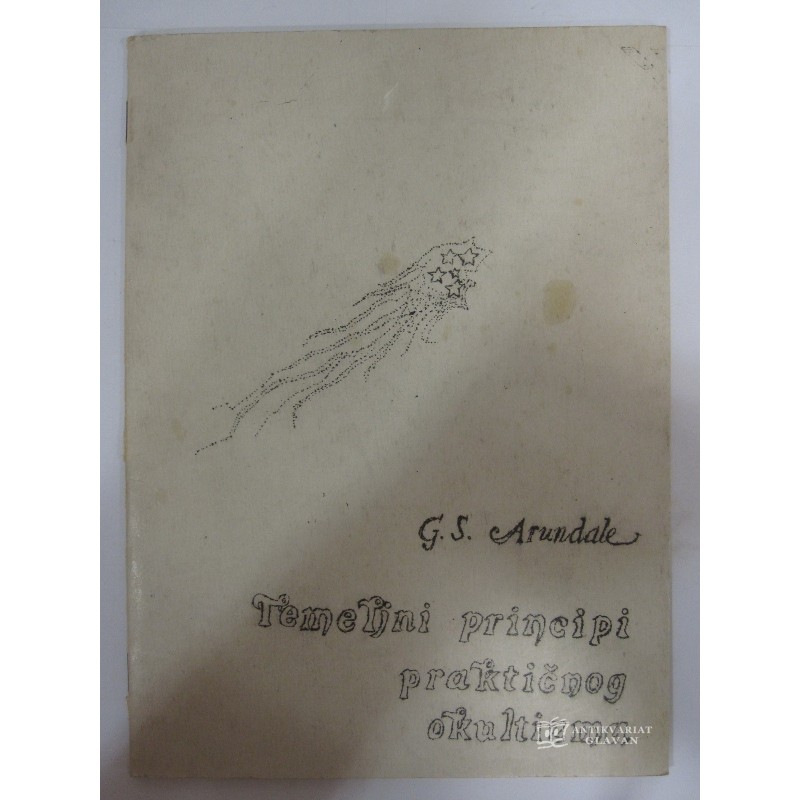 G. S. Arundale
Temeljni principi
praktičnog
okultizma
ANTIKVARIAT
GLAVAN